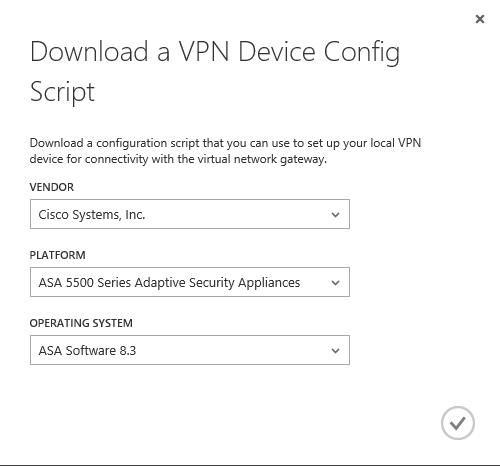 Download a VPN Device Config
Script
Download a configuration script that you can use to set up your local VPN
device for connectivity with the virtual network gateway.
VENDOR
Cisco Systems, Inc.
PLATFORM
ASA 5500 Series Adaptive Security Appliances
OPERATING SYSTEM
ASA Software 8.3